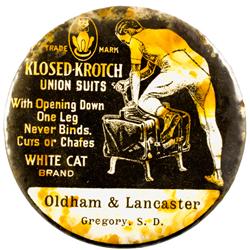 TRADE MARK
KLOSED-KROTCH
UNION SUITS
With Opening Down
One Leg
Never Binds.
Cuts or Chafes
WHITE CAT
BRAND
Oldham & Lancaster
Gregory, S. D.